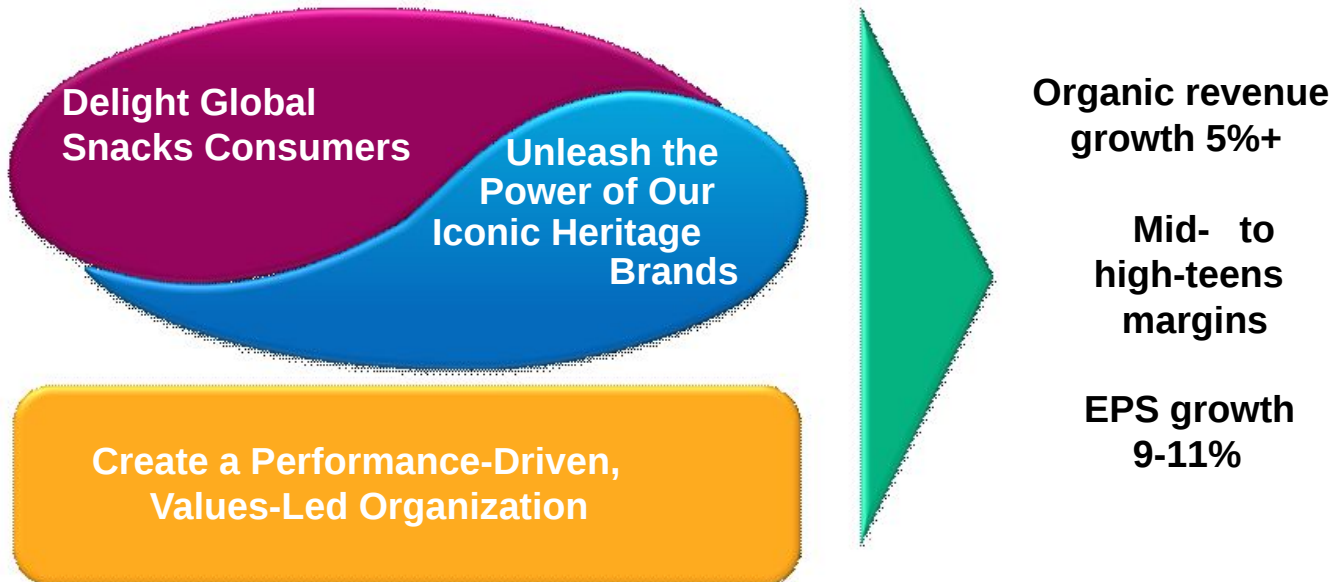 Delight Global
Snacks Consumers
Unleash the
Power of Our
Iconic Heritage
Brands
Create a Performance-Driven,
Values-Led Organization
Organic revenue
growth 5%+
Mid- to
high-teens
margins
EPS growth
9-11%